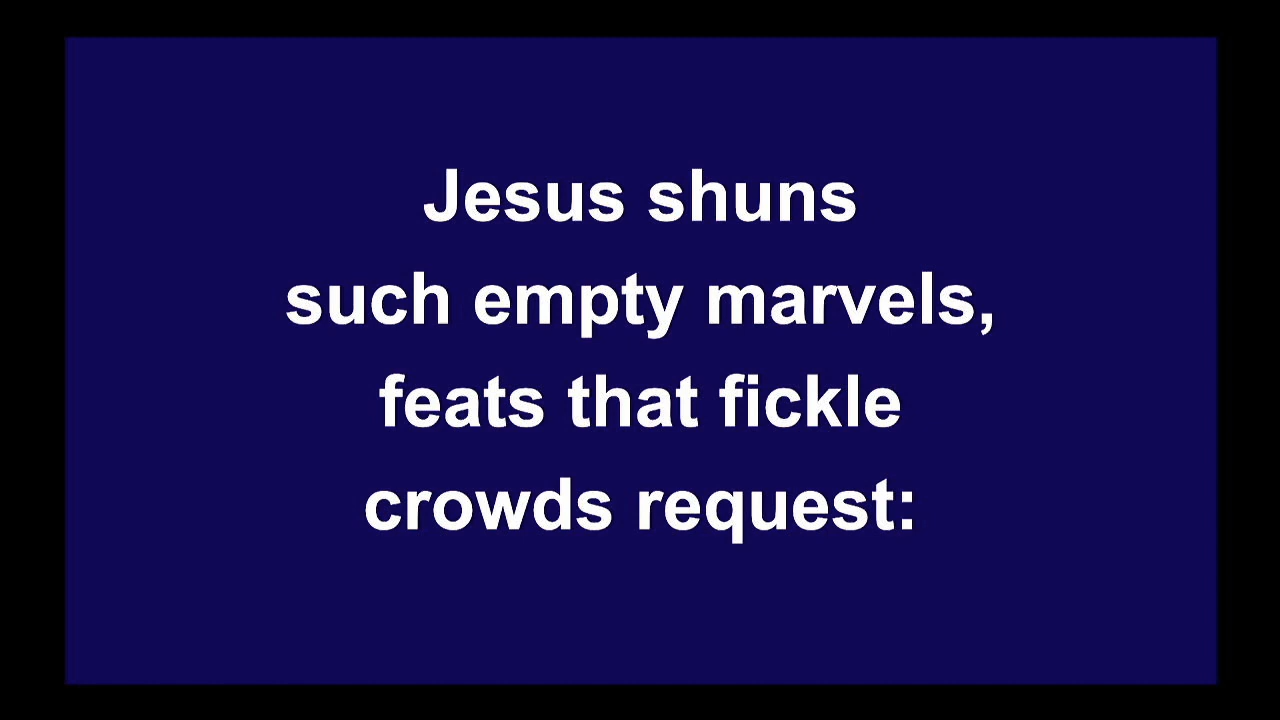 Jesus shuns
such empty marvels,
feats that fickle
crowds request: